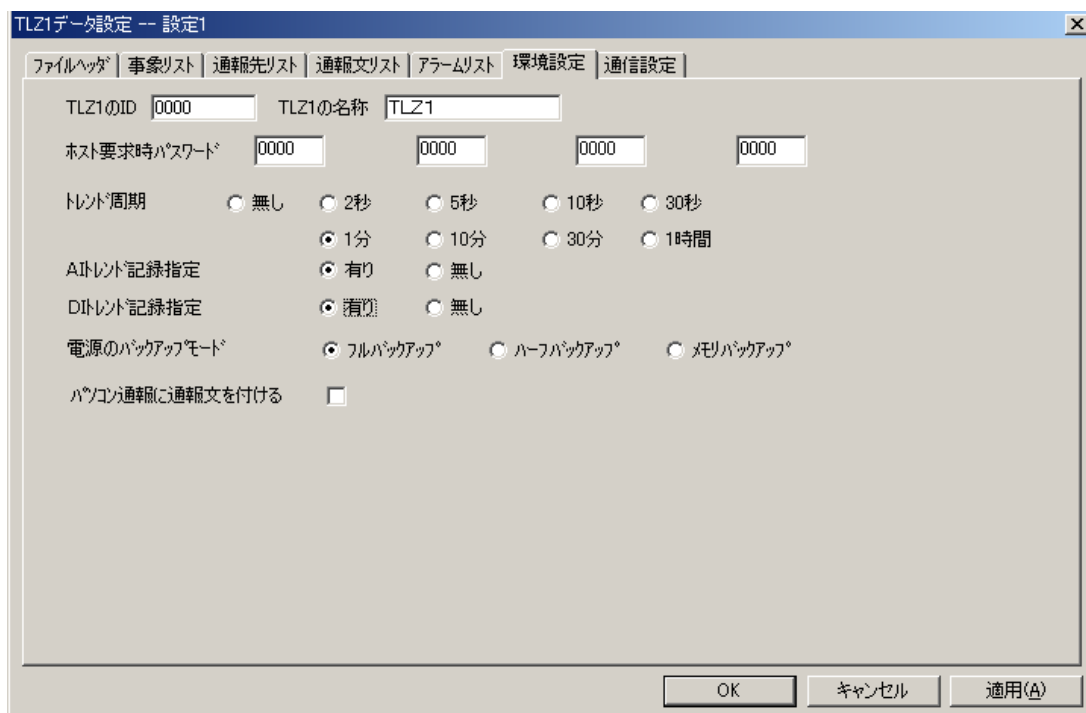 TLZ1データ設定 -- 設定1
ファイルヘッダ 事象リスト 通報先リスト 通報文リスト アラームリスト 環境設定 通信設定
TLZ1のID 0000 TLZ1の名称 TLZ1
ホスト要求時パスワード 0000 0000 0000 0000
トレンド周期 無し 2秒 5秒 10秒 30秒
1分 10分 30分 1時間
AIトレンド記録指定 有り 無し
DIトレンド記録指定 有り 無し
電源のバックアップモード フルバックアップ ハーフバックアップ メモリバックアップ
パソコン通報に通報文を付ける
OK キャンセル 適用(A)